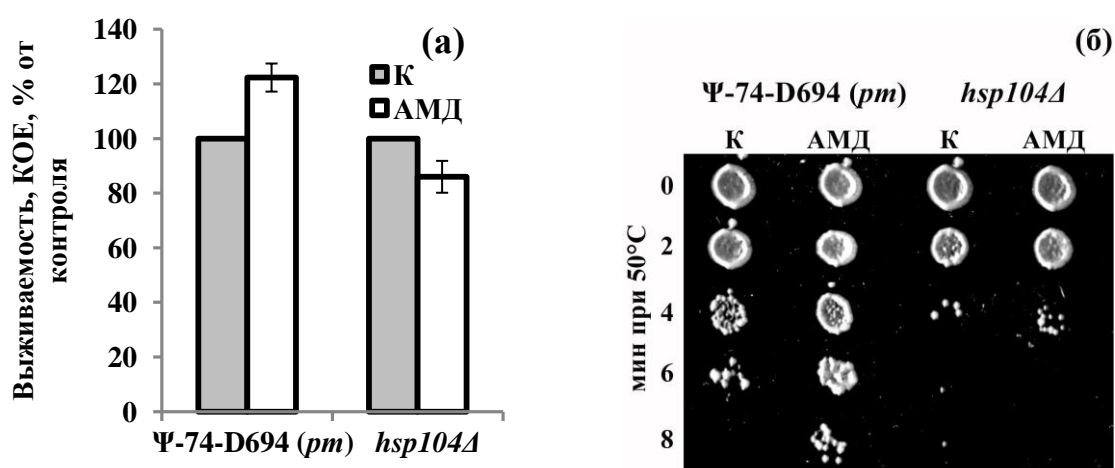 (а)
Выживаемость, КОЕ, % от
контроля
140
120
100
80
60
40
20
0
К
АМД
Ψ-74-D694 (pm) hsp104Δ
(б)
Ψ-74-D694 (pm) hsp104Δ
К АМД К АМД
мин при 50°С
0
2
4
6
8